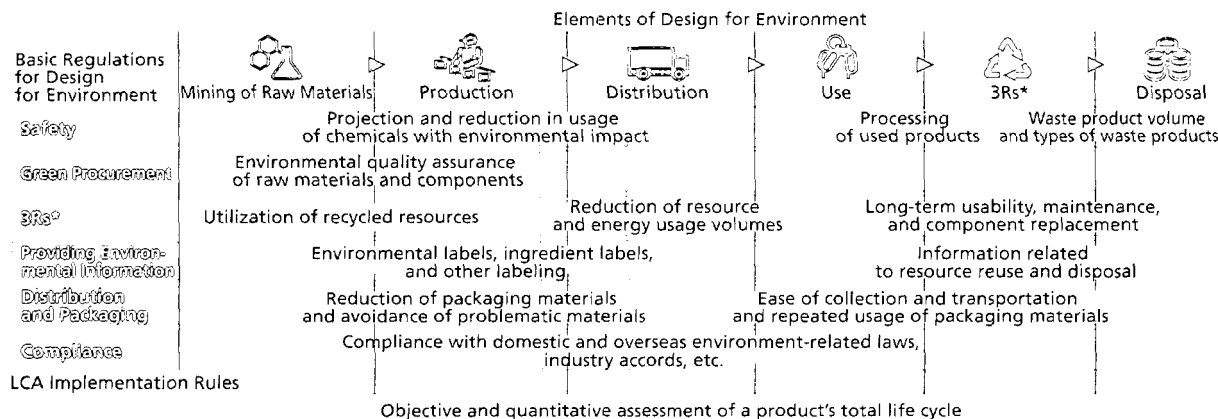 Elements of Design for Environment
Basic Regulations
for Design
for Environment
Mining of Raw Materials
Production
Distribution
Use
3Rs*
Disposal
Safety
Projection and reduction in usage
of chemicals with environmental impact
Processing
of used products
Waste product volume
and types of waste products
Green Procurement
Environmental quality assurance
of raw materials and components
3Rs*
Utilization of recycled resources
Reduction of resource
and energy usage volumes
Long-term usability, maintenance,
and component replacement
Providing Environ-
mental Information
Environmental labels, ingredient labels,
and other labeling
Information related
to resource reuse and disposal
Distribution
and Packaging
Reduction of packaging materials
and avoidance of problematic materials
Ease of collection and transportation
and repeated usage of packaging materials
Compliance
Compliance with domestic and overseas environment-related laws,
industry accords, etc.
LCA Implementation Rules
Objective and quantitative assessment of a product's total life cycle